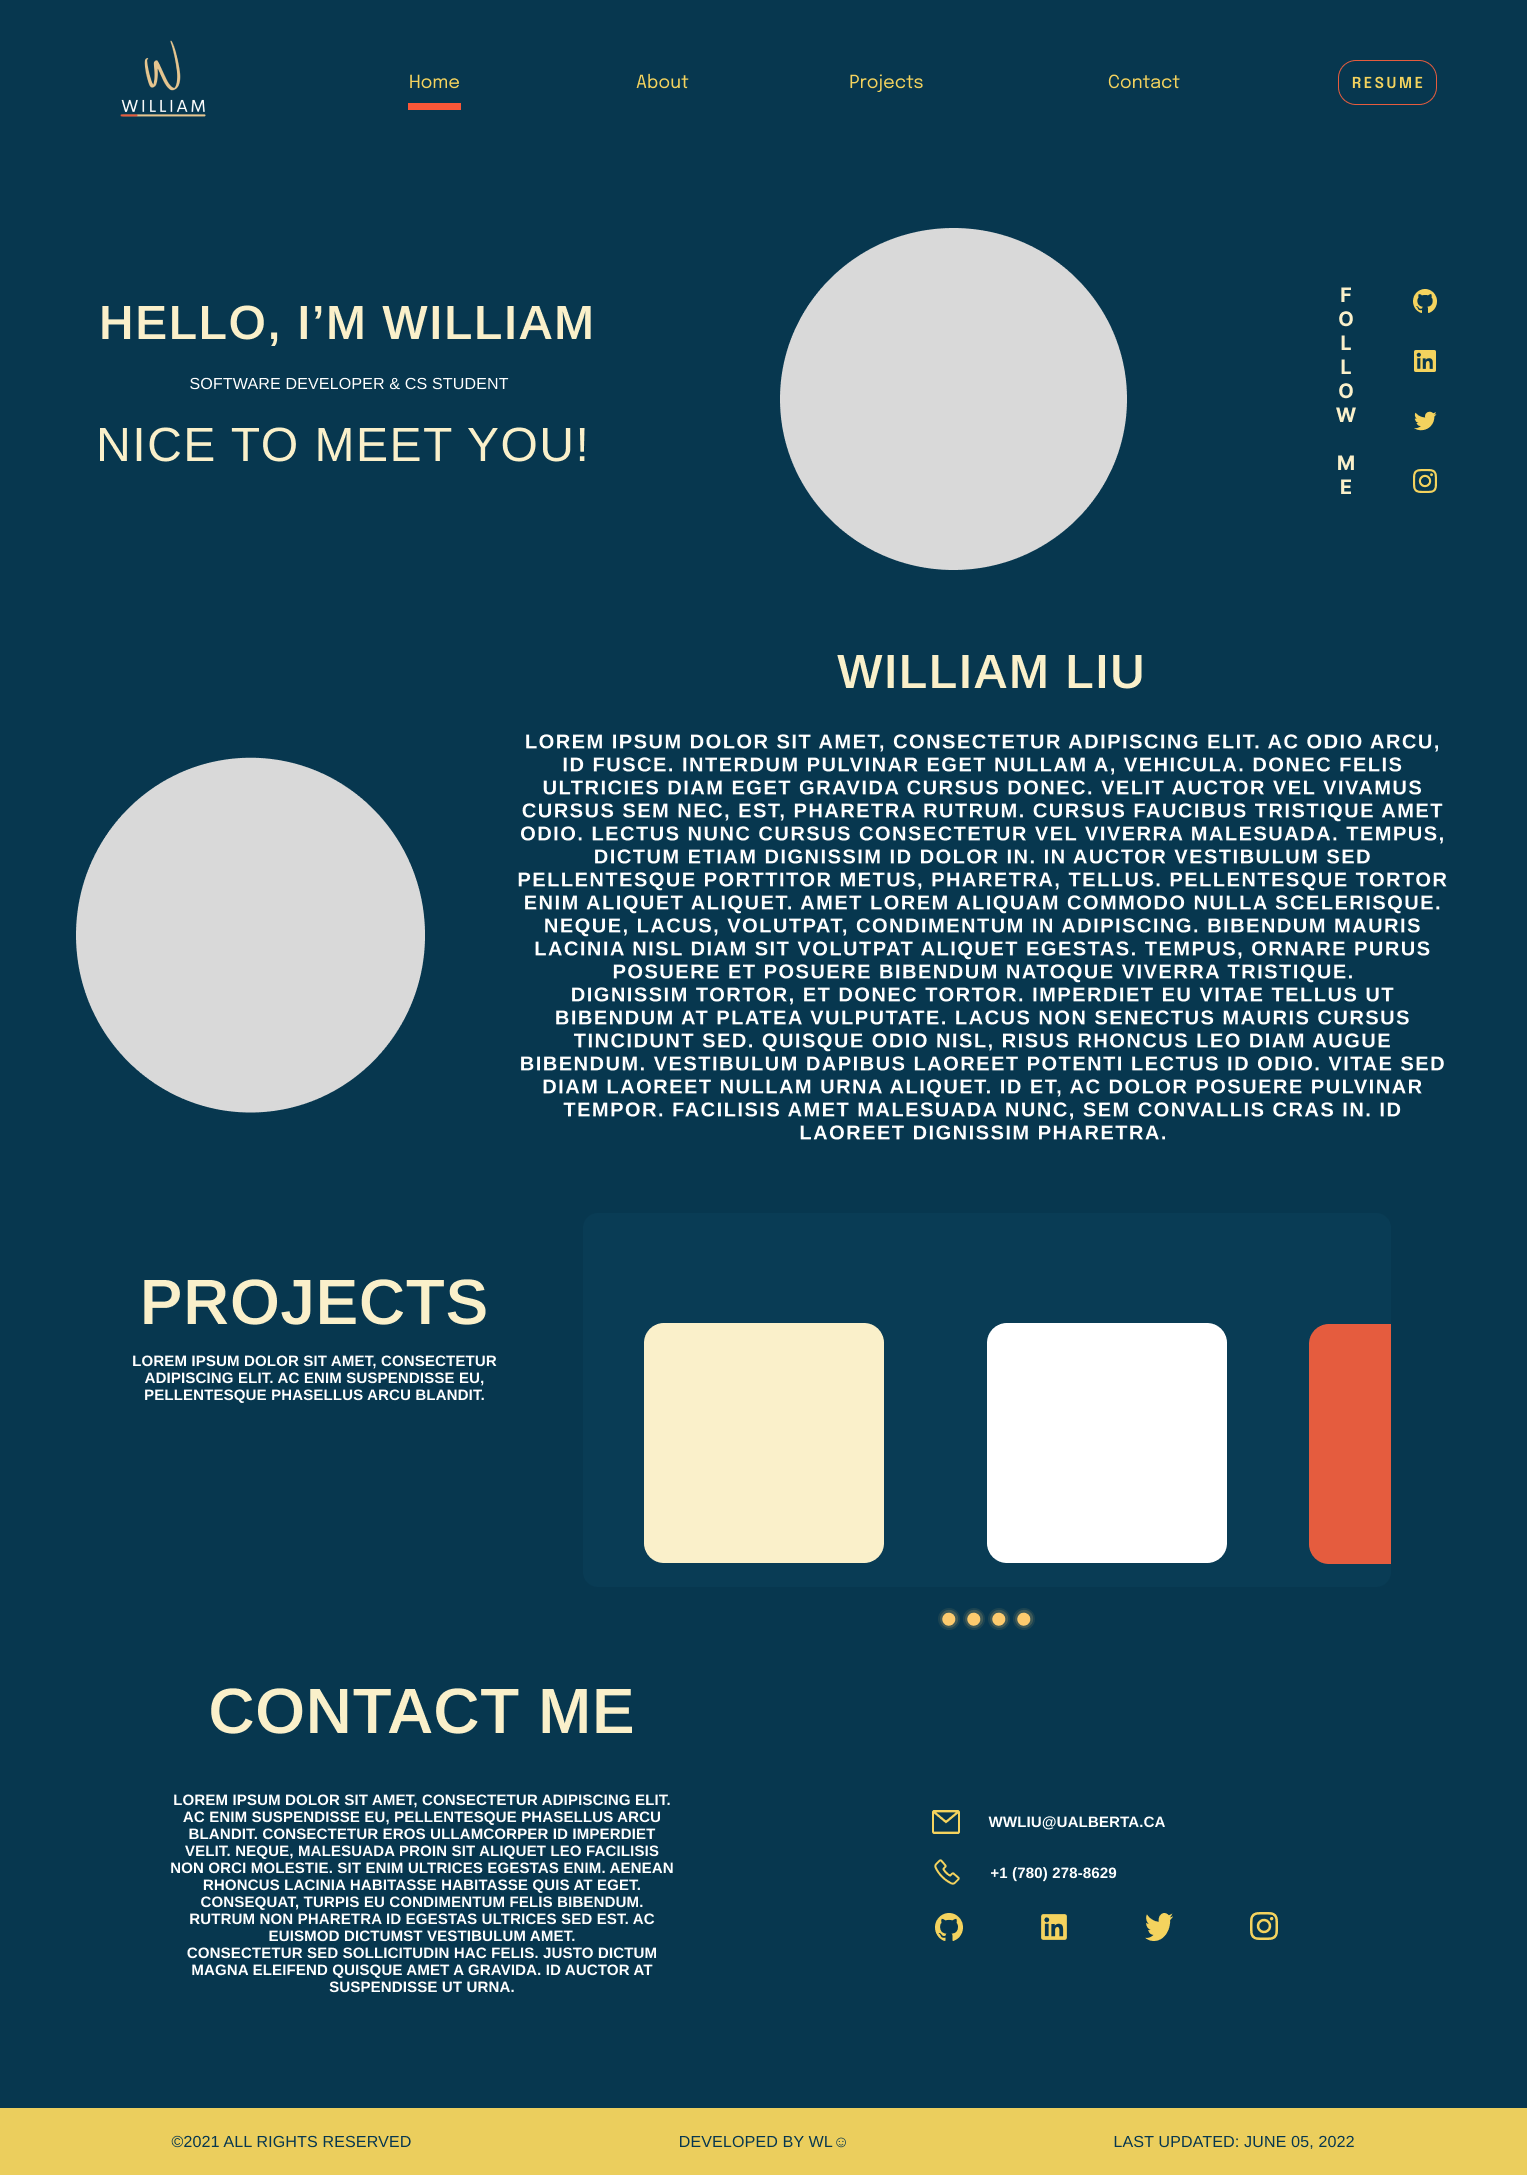 W
WILLIAM
Home
About
Projects
Contact
RESUME
HELLO, I’M WILLIAM
SOFTWARE DEVELOPER & CS STUDENT
NICE TO MEET YOU!
FOLLOW ME
WILLIAM LIU
LOREM IPSUM DOLOR SIT AMET, CONSECTETUR ADIPISCING ELIT. AC ODIO ARCU,
ID FUSCE. INTERDUM PULVINAR EGET NULLAM A, VEHICULA. DONEC FELIS
ULTRICIES DIAM EGET GRAVIDA CURSUS DONEC. VELIT AUCTOR VEL VIVAMUS
CURSUS SEM NEC, EST, PHARETRA RUTRUM. CURSUS FAUCIBUS TRISTIQUE AMET
ODIO. LECTUS NUNC CURSUS CONSECTETUR VEL VIVERRA MALESUADA. TEMPUS,
DICTUM ETIAM DIGNISSIM ID DOLOR IN. IN AUCTOR VESTIBULUM SED
PELLENTESQUE PORTTITOR METUS, PHARETRA, TELLUS. PELLENTESQUE TORTOR
ENIM ALIQUET ALIQUET. AMET LOREM ALIQUAM COMMODO NULLA SCELERISQUE.
NEQUE, LACUS, VOLUTPAT, CONDIMENTUM IN ADIPISCING. BIBENDUM MAURIS
LACINIA NISL DIAM SIT VOLUTPAT ALIQUET EGESTAS. TEMPUS, ORNARE PURUS
POSUERE ET POSUERE BIBENDUM NATOQUE VIVERRA TRISTIQUE.
DIGNISSIM TORTOR, ET DONEC TORTOR. IMPERDIET EU VITAE TELLUS UT
BIBENDUM AT PLATEA VULPUTATE. LACUS NON SENECTUS MAURIS CURSUS
TINCIDUNT SED. QUISQUE ODIO NISL, RISUS RHONCUS LEO DIAM AUGUE
BIBENDUM. VESTIBULUM DAPIBUS LAOREET POTENTI LECTUS ID ODIO. VITAE SED
DIAM LAOREET NULLAM URNA ALIQUET. ID ET, AC DOLOR POSUERE PULVINAR
TEMPOR. FACILISIS AMET MALESUADA NUNC, SEM CONVALLIS CRAS IN. ID
LAOREET DIGNISSIM PHARETRA.
PROJECTS
LOREM IPSUM DOLOR SIT AMET, CONSECTETUR
ADIPISCING ELIT. AC ENIM SUSPENDISSE EU,
PELLENTESQUE PHASELLUS ARCU BLANDIT.
CONTACT ME
LOREM IPSUM DOLOR SIT AMET, CONSECTETUR ADIPISCING ELIT.
AC ENIM SUSPENDISSE EU, PELLENTESQUE PHASELLUS ARCU
BLANDIT. CONSECTETUR EROS ULLAMCORPER ID IMPERDIET
VELIT. NEQUE, MALESUADA PROIN SIT ALIQUET LEO FACILISIS
NON ORCI MOLESTIE. SIT ENIM ULTRICES EGESTAS ENIM. AENEAN
RHONCUS LACINIA HABITASSE HABITASSE QUIS AT EGET.
CONSEQUAT, TURPIS EU CONDIMENTUM FELIS BIBENDUM.
RUTRUM NON PHARETRA ID EGESTAS ULTRICES SED EST. AC
EUISMOD DICTUMST VESTIBULUM AMET.
CONSECTETUR SED SOLLICITUDIN HAC FELIS. JUSTO DICTUM
MAGNA ELEIFEND QUISQUE AMET A GRAVIDA. ID AUCTOR AT
SUSPENDISSE UT URNA.
WWLIU@UALBERTA.CA
+1 (780) 278-8629
©2021 ALL RIGHTS RESERVED
DEVELOPED BY WL☺
LAST UPDATED: JUNE 05, 2022